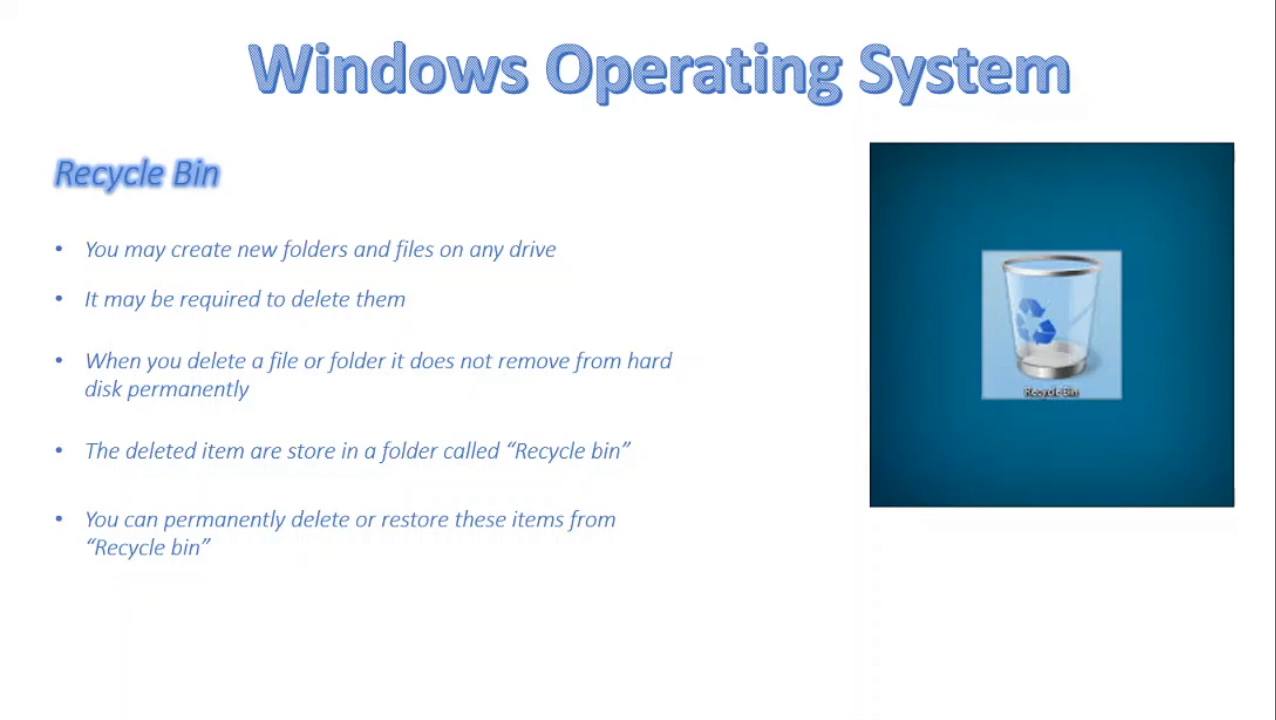 Windows Operating System
Recycle Bin
• You may create new folders and files on any drive
• It may be required to delete them
• When you delete a file or folder it does not remove from hard
disk permanently
• The deleted item are store in a folder called “Recycle bin”
• You can permanently delete or restore these items from
“Recycle bin”
Recycle Bin